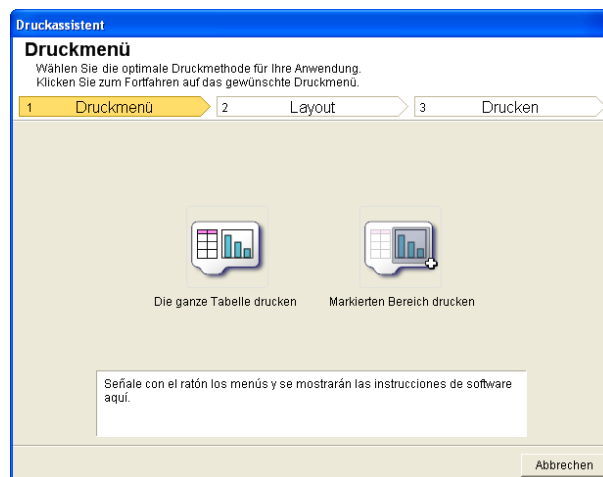 Druckassistent
Druckmenü
Wählen Sie die optimale Druckmethode für Ihre Anwendung.
Klicken Sie zum Fortfahren auf das gewünschte Druckmenü.
1 Druckmenü 2 Layout 3 Drucken
Die ganze Tabelle drucken Markierten Bereich drucken
Señale con el ratón los menús y se mostrarán las instrucciones de software
aquí.
Abbrechen